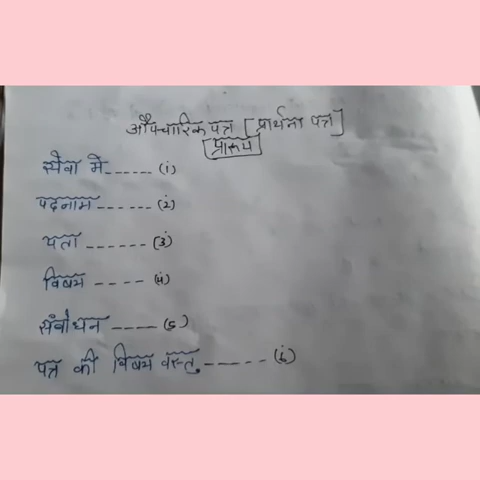 औपचारिक पत्र [प्रार्थना पत्र]
प्रारूप
सेवा में ----- (1)
पदनाम ------ (2)
पता ------ (3)
विषय ---- (4)
संबोधन ---- (5)
पत्र की विषय वस्तु ------ (6)